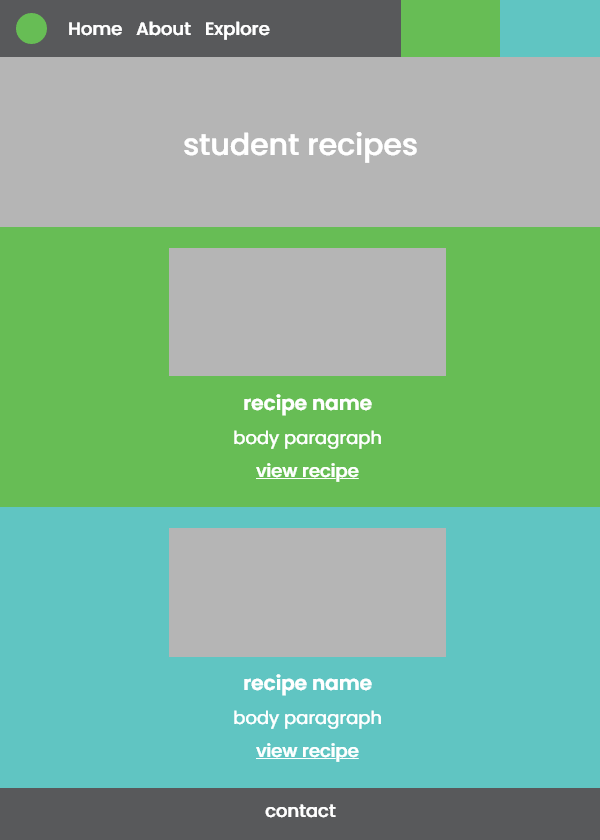 Home About Explore
student recipes
recipe name
body paragraph
view recipe
recipe name
body paragraph
view recipe
contact